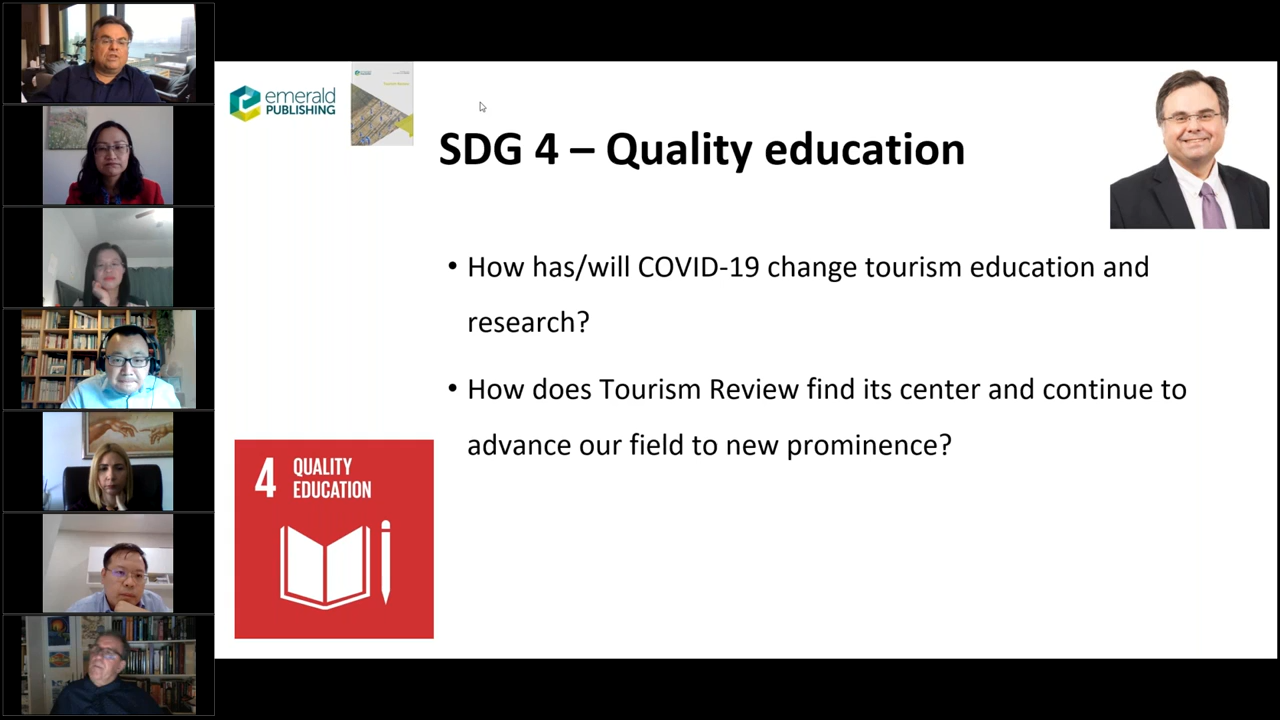 emerald
PUBLISHING
SDG 4 – Quality education
• How has/will COVID-19 change tourism education and
research?
• How does Tourism Review find its center and continue to
advance our field to new prominence?
4 QUALITY
EDUCATION